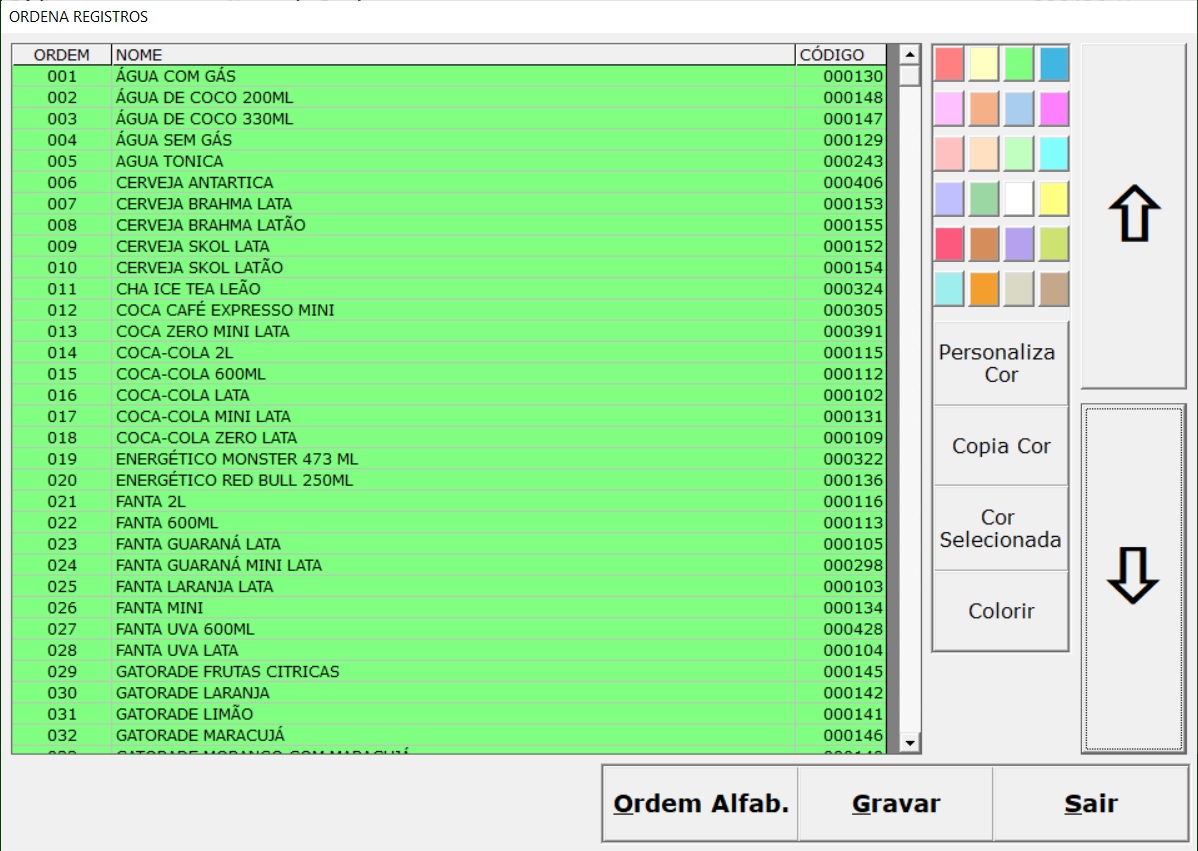 ORDENA REGISTROS
ORDEM NOME CÓDIGO
001 ÁGUA COM GÁS 000130
002 ÁGUA DE COCO 200ML 000148
003 ÁGUA DE COCO 330ML 000147
004 ÁGUA SEM GÁS 000129
005 AGUA TONICA 000243
006 CERVEJA ANTARTICA 000406
007 CERVEJA BRAHMA LATA 000153
008 CERVEJA BRAHMA LATÃO 000155
009 CERVEJA SKOL LATA 000152
010 CERVEJA SKOL LATÃO 000154
011 CHA ICE TEA LEÃO 000324
012 COCA CAFÉ EXPRESSO MINI 000305
013 COCA ZERO MINI LATA 000391
014 COCA-COLA 2L 000115
015 COCA-COLA 600ML 000112
016 COCA-COLA LATA 000102
017 COCA-COLA MINI LATA 000131
018 COCA-COLA ZERO LATA 000109
019 ENERGÉTICO MONSTER 473 ML 000322
020 ENERGÉTICO RED BULL 250ML 000136
021 FANTA 2L 000116
022 FANTA 600ML 000113
023 FANTA GUARANÁ LATA 000105
024 FANTA GUARANÁ MINI LATA 000298
025 FANTA LARANJA LATA 000103
026 FANTA MINI 000134
027 FANTA UVA 600ML 000428
028 FANTA UVA LATA 000104
029 GATORADE FRUTAS CITRICAS 000145
030 GATORADE LARANJA 000142
031 GATORADE LIMÃO 000141
032 GATORADE MARACUJÁ 000146
GATORADE MORANGO COM MARACUJÁ
Personaliza
Cor
Copia Cor
Cor
Selecionada
Colorir
Ordem Alfab. Gravar Sair